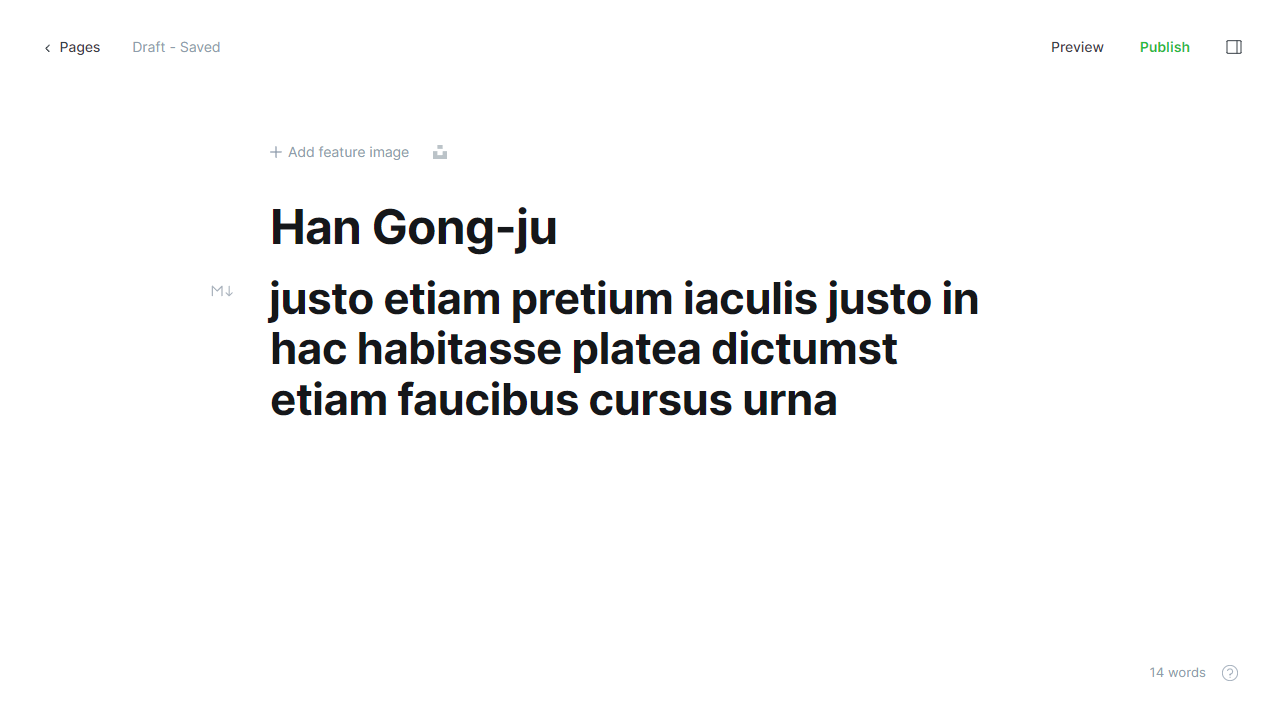 Pages
Draft - Saved
Preview
Publish
Add feature image
Han Gong-ju
M↓
justo etiam pretium iaculis justo in
hac habitasse platea dictumst
etiam faucibus cursus urna
14 words
?